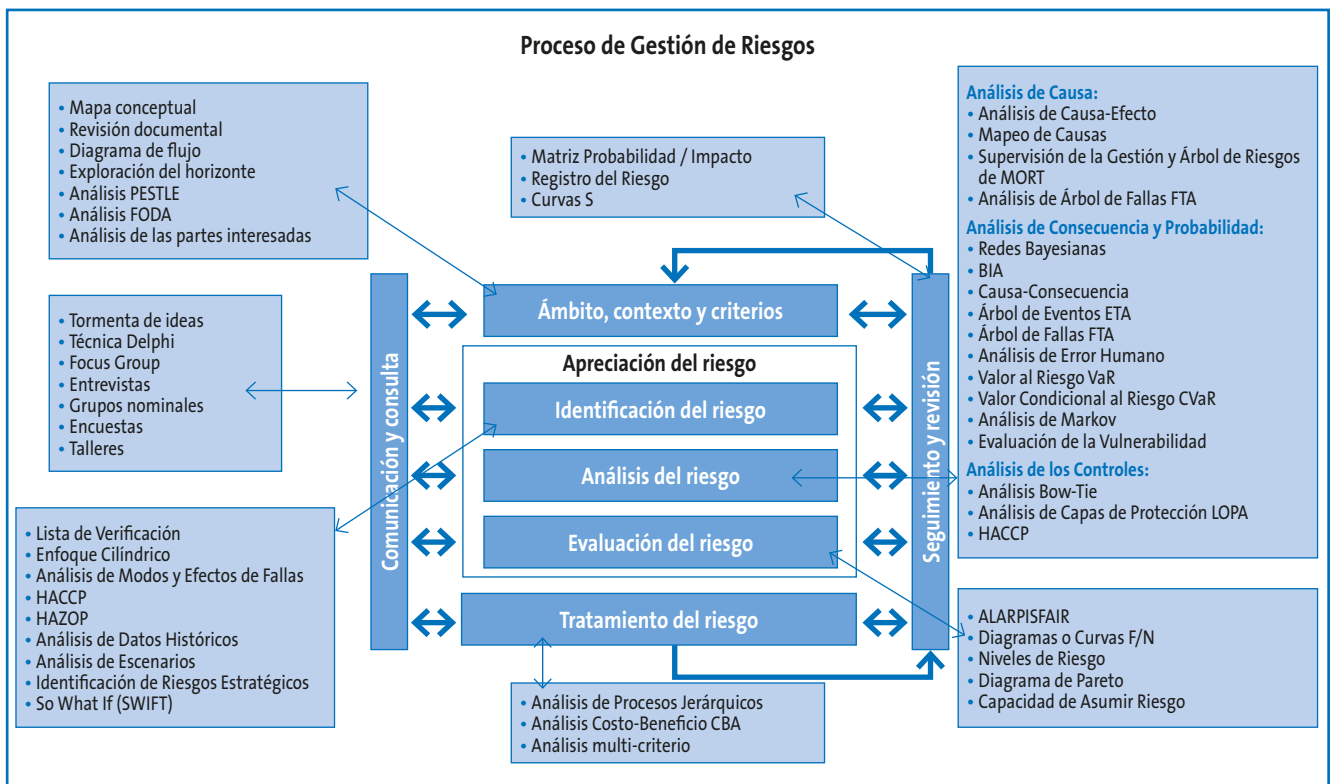 Proceso de Gestión de Riesgos
• Mapa conceptual
• Revisión documental
• Diagrama de flujo
• Exploración del horizonte
• Análisis PESTLE
• Análisis FODA
• Análisis de las partes interesadas
• Matriz Probabilidad / Impacto
• Registro del Riesgo
• Curvas S
Análisis de Causa:
• Análisis de Causa-Efecto
• Mapeo de Causas
• Supervisión de la Gestión y Árbol de Riesgos
de MORT
• Análisis de Árbol de Fallas FTA
Análisis de Consecuencia y Probabilidad:
• Redes Bayesianas
• BIA
• Causa-Consecuencia
• Árbol de Eventos ETA
• Árbol de Fallas FTA
• Análisis de Error Humano
• Valor al Riesgo VaR
• Valor Condicional al Riesgo CVaR
• Análisis de Markov
• Evaluación de la Vulnerabilidad
Análisis de los Controles:
• Análisis Bow-Tie
• Análisis de Capas de Protección LOPA
• HACCP
• Tormenta de ideas
• Técnica Delphi
• Focus Group
• Entrevistas
• Grupos nominales
• Encuestas
• Talleres
Comunicación y consulta
Ámbito, contexto y criterios
Apreciación del riesgo
Identificación del riesgo
Análisis del riesgo
Evaluación del riesgo
Tratamiento del riesgo
Seguimiento y revisión
• Lista de Verificación
• Enfoque Cilíndrico
• Análisis de Modos y Efectos de Fallas
• HACCP
• HAZOP
• Análisis de Datos Históricos
• Análisis de Escenarios
• Identificación de Riesgos Estratégicos
• So What If (SWIFT)
• Análisis de Procesos Jerárquicos
• Análisis Costo-Beneficio CBA
• Análisis multi-criterio
• ALARPISFAIR
• Diagramas o Curvas F/N
• Niveles de Riesgo
• Diagrama de Pareto
• Capacidad de Asumir Riesgo